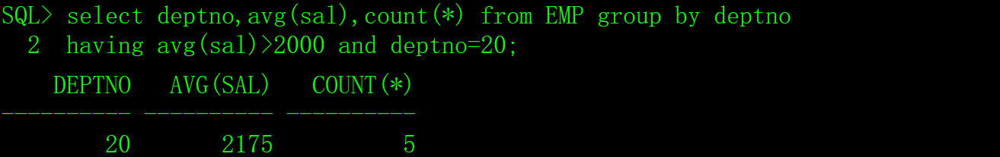 SQL> select deptno,avg(sal),count(*) from EMP group by deptno
  2  having avg(sal)>2000 and deptno=20;
    DEPTNO   AVG(SAL)   COUNT(*)
---------- ---------- ----------
        20       2175          5